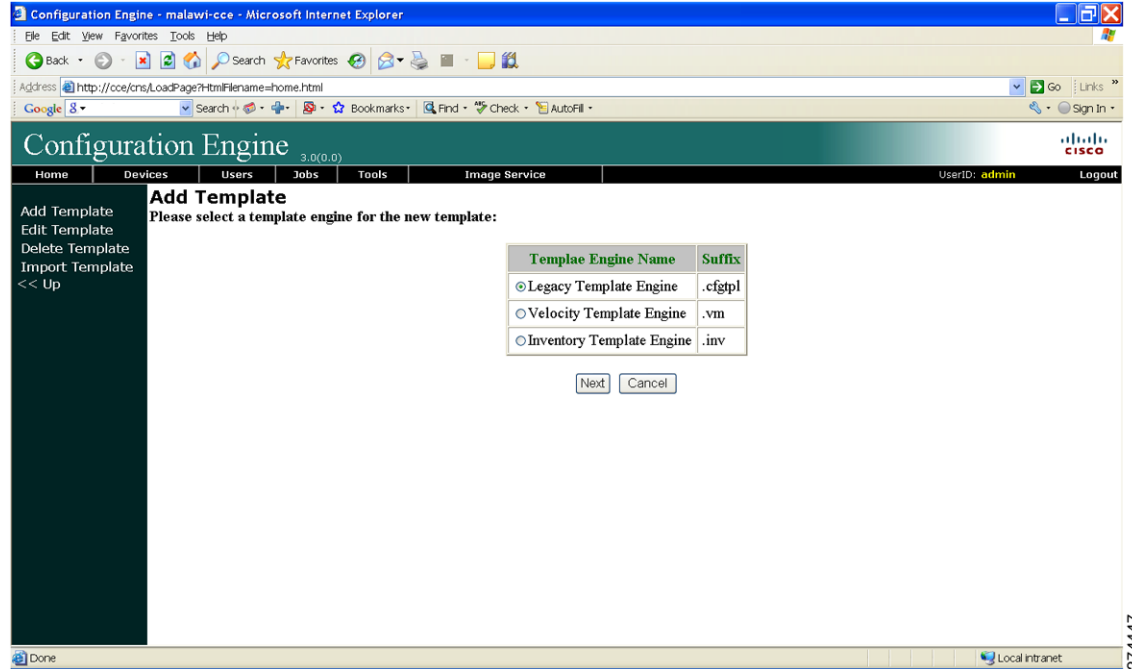 Configuration Engine - malawi-cce - Microsoft Internet Explorer
File Edit View Favorites Tools Help
Back Search Favorites
Address http://cce/cns/LoadPage?HtmlFilename=home.html Go Links »
Google Search Bookmarks Find Check AutoFill Sign In
Configuration Engine 3.0(0.0) CISCO
Home Devices Users Jobs Tools Image Service UserID: admin Logout
Add Template
Edit Template
Delete Template
Import Template
<< Up
Add Template
Please select a template engine for the new template:
Templae Engine Name Suffix
Legacy Template Engine .cfgtpl
Velocity Template Engine .vm
Inventory Template Engine .inv
Next Cancel
Done Local intranet